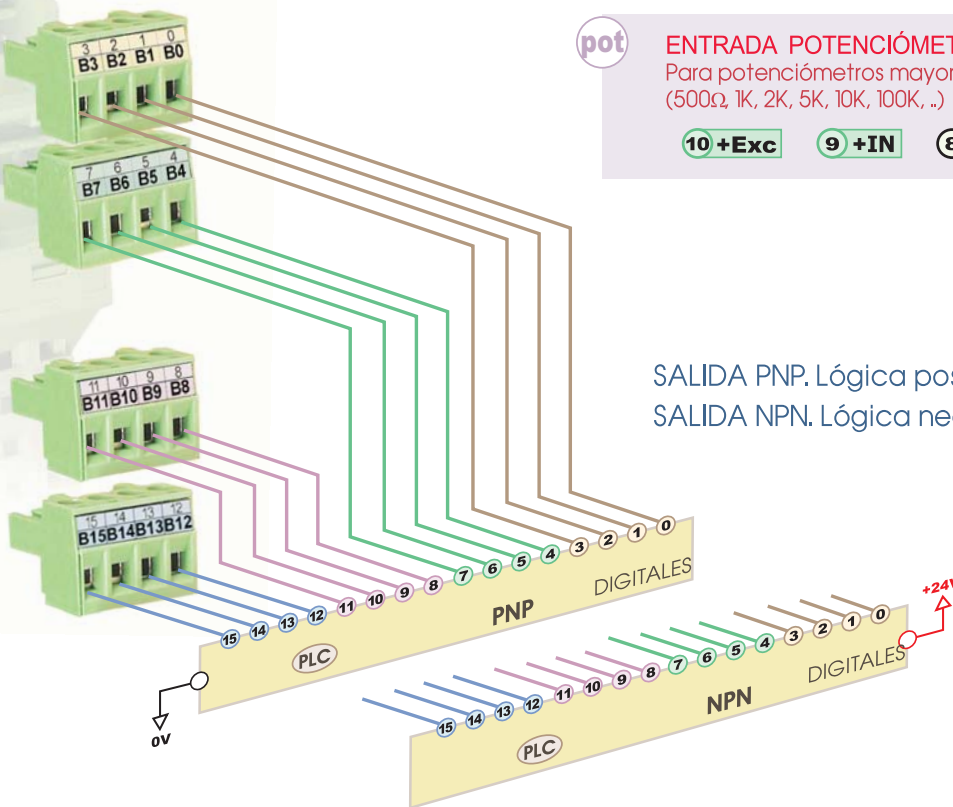 3 2 1 0
B3 B2 B1 B0
7 6 5 4
B7 B6 B5 B4
11 10 9 8
B11 B10 B9 B8
15 14 13 12
B15 B14 B13 B12
pot
ENTRADA POTENCIÓMET
Para potenciómetros mayor
(500Ω, 1K, 2K, 5K, 10K, 100K, ..)
10 +Exc 9 +IN 8
SALIDA PNP. Lógica pos
SALIDA NPN. Lógica neg
15 14 13 12 11 10 9 8 7 6 5 4 3 2 1 0
PLC
PNP
DIGITALES
0V
15 14 13 12 11 10 9 8 7 6 5 4 3 2 1 0
PLC
NPN
DIGITALES
+24V